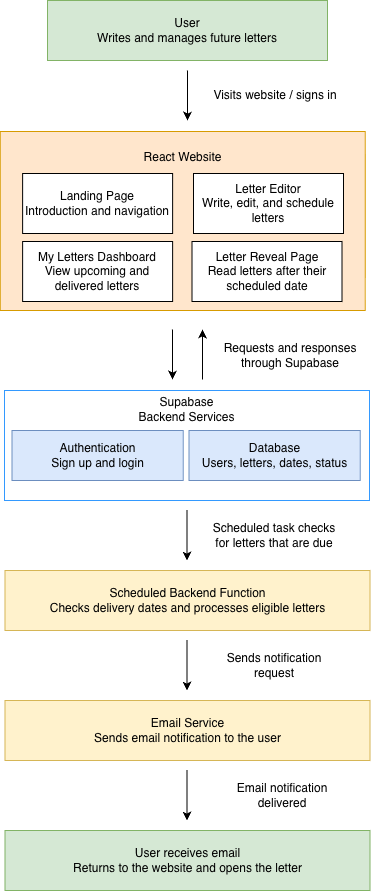 User
Writes and manages future letters
Visits website / signs in
React Website
Landing Page
Introduction and navigation
Letter Editor
Write, edit, and schedule
letters
My Letters Dashboard
View upcoming and
delivered letters
Letter Reveal Page
Read letters after their
scheduled date
Requests and responses
through Supabase
Supabase
Backend Services
Authentication
Sign up and login
Database
Users, letters, dates, status
Scheduled task checks
for letters that are due
Scheduled Backend Function
Checks delivery dates and processes eligible letters
Sends notification
request
Email Service
Sends email notification to the user
Email notification
delivered
User receives email
Returns to the website and opens the letter